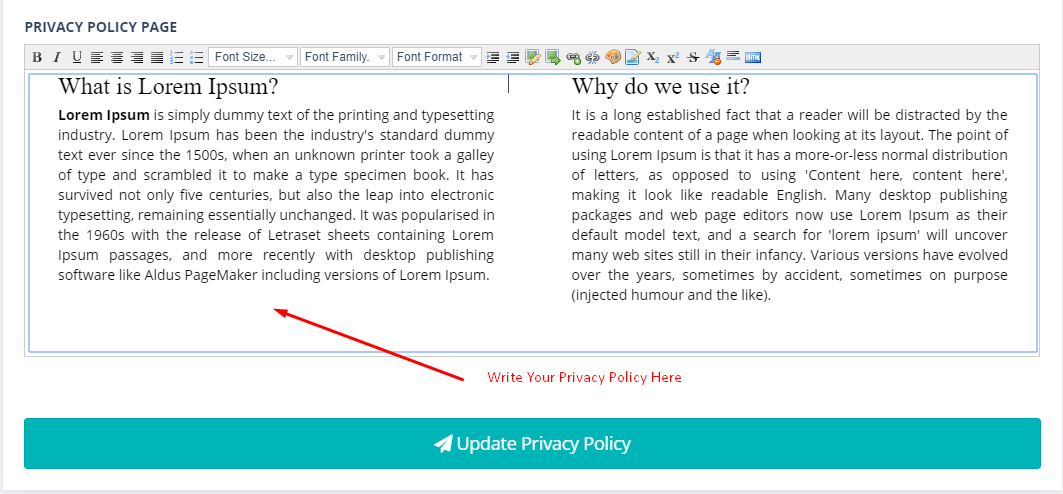 PRIVACY POLICY PAGE
B I U Font Size... Font Family. Font Format X2 X2 S HTML
What is Lorem Ipsum?
Lorem Ipsum is simply dummy text of the printing and typesetting
industry. Lorem Ipsum has been the industry's standard dummy
text ever since the 1500s, when an unknown printer took a galley
of type and scrambled it to make a type specimen book. It has
survived not only five centuries, but also the leap into electronic
typesetting, remaining essentially unchanged. It was popularised in
the 1960s with the release of Letraset sheets containing Lorem
Ipsum passages, and more recently with desktop publishing
software like Aldus PageMaker including versions of Lorem Ipsum.
Why do we use it?
It is a long established fact that a reader will be distracted by the
readable content of a page when looking at its layout. The point of
using Lorem Ipsum is that it has a more-or-less normal distribution
of letters, as opposed to using 'Content here, content here',
making it look like readable English. Many desktop publishing
packages and web page editors now use Lorem Ipsum as their
default model text, and a search for 'lorem ipsum' will uncover
many web sites still in their infancy. Various versions have evolved
over the years, sometimes by accident, sometimes on purpose
(injected humour and the like).
Write Your Privacy Policy Here
Update Privacy Policy